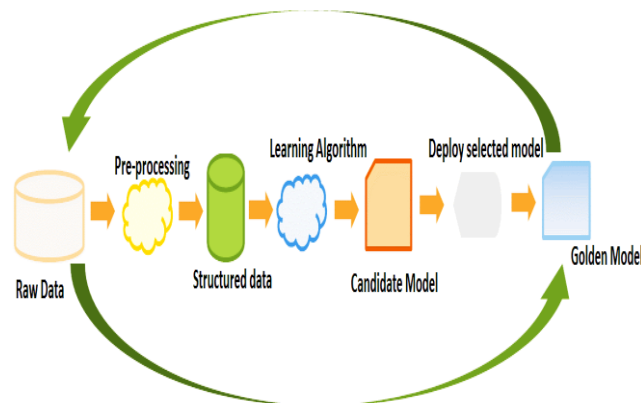 Pre-processing
Learning Algorithm
Deploy selected model
Raw Data
Structured data
Candidate Model
Golden Model